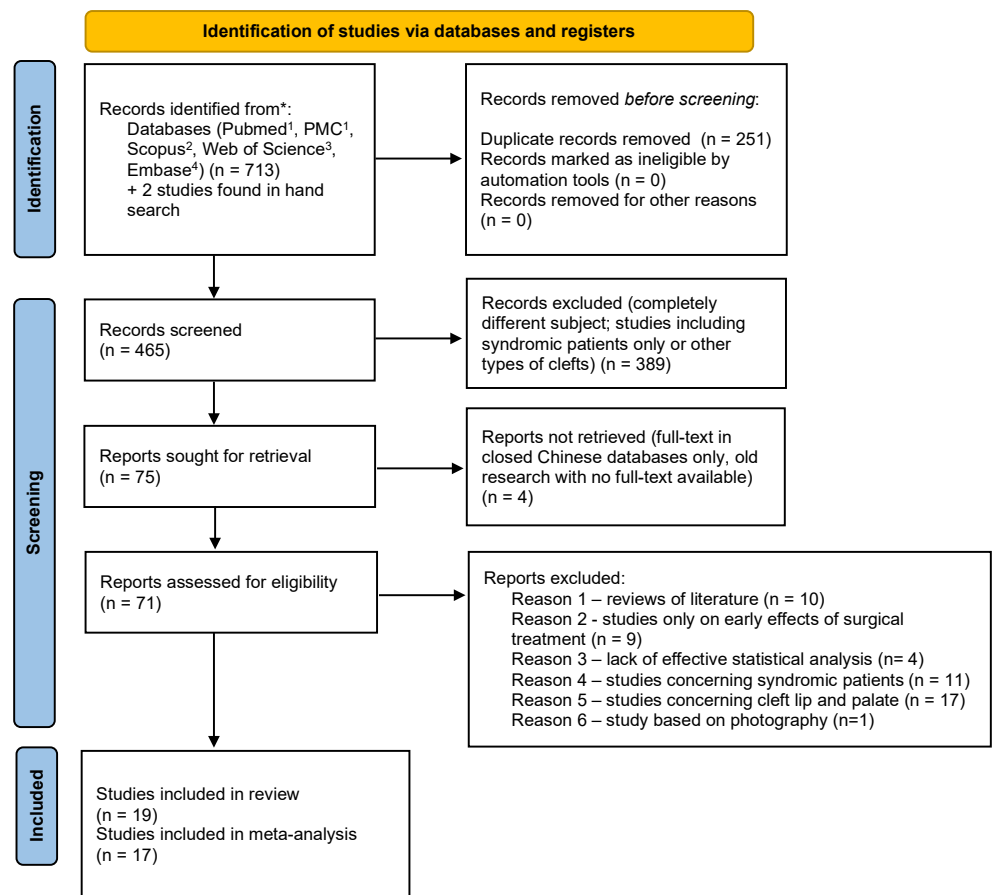 Identification of studies via databases and registers
Identification
Records identified from*:
Databases (Pubmed¹, PMC¹,
Scopus², Web of Science³,
Embase⁴) (n = 713)
+ 2 studies found in hand
search
Records removed before screening:
Duplicate records removed (n = 251)
Records marked as ineligible by
automation tools (n = 0)
Records removed for other reasons
(n = 0)
Screening
Records screened
(n = 465)
Records excluded (completely
different subject; studies including
syndromic patients only or other
types of clefts) (n = 389)
Reports sought for retrieval
(n = 75)
Reports not retrieved (full-text in
closed Chinese databases only, old
research with no full-text available)
(n = 4)
Reports assessed for eligibility
(n = 71)
Reports excluded:
Reason 1 – reviews of literature (n = 10)
Reason 2 - studies only on early effects of surgical
treatment (n = 9)
Reason 3 – lack of effective statistical analysis (n= 4)
Reason 4 – studies concerning syndromic patients (n = 11)
Reason 5 – studies concerning cleft lip and palate (n = 17)
Reason 6 – study based on photography (n=1)
Included
Studies included in review
(n = 19)
Studies included in meta-analysis
(n = 17)